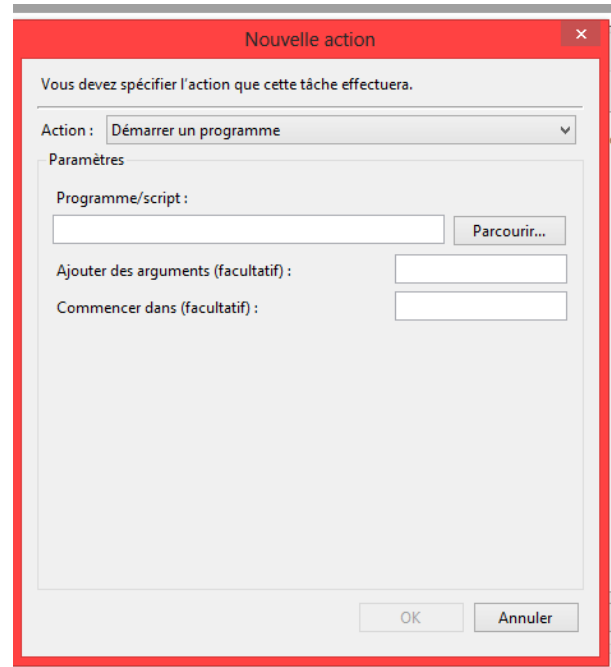 Nouvelle action
Vous devez spécifier l'action que cette tâche effectuera.
Action : Démarrer un programme
Paramètres
Programme/script :
Parcourir...
Ajouter des arguments (facultatif) :
Commencer dans (facultatif) :
OK Annuler